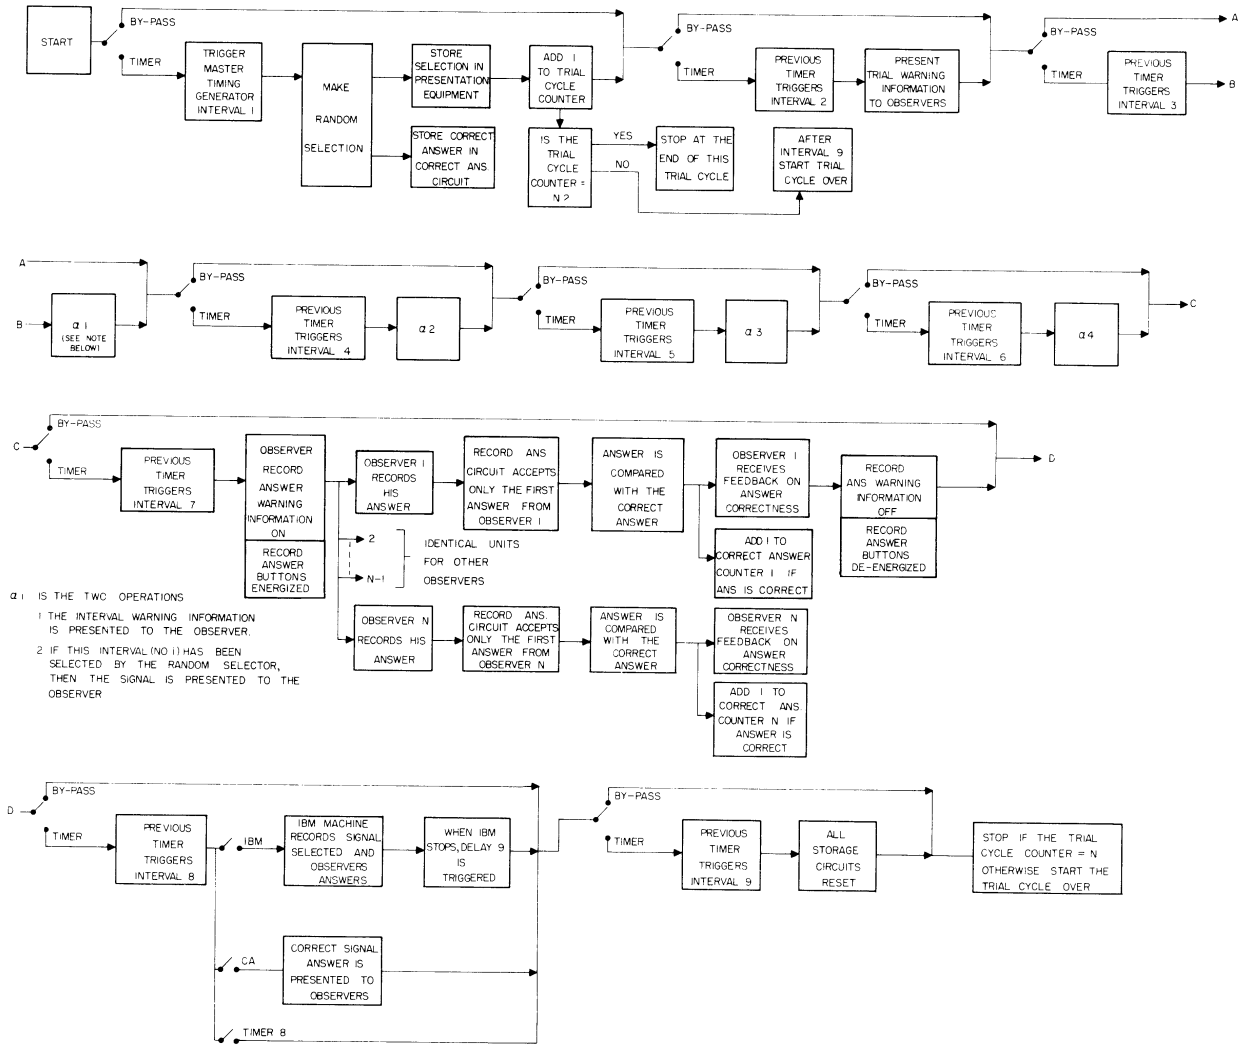 START
BY-PASS
TIMER
TRIGGER
MASTER
TIMING
GENERATOR
INTERVAL 1
MAKE
RANDOM
SELECTION
STORE
SELECTION IN
PRESENTATION
EQUIPMENT
STORE CORRECT
ANSWER IN
CORRECT ANS.
CIRCUIT
ADD 1
TO TRIAL
CYCLE
COUNTER
IS THE
TRIAL
CYCLE
COUNTER =
N ?
YES
NO
STOP AT THE
END OF THIS
TRIAL CYCLE
AFTER
INTERVAL 9
START TRIAL
CYCLE OVER
BY-PASS
TIMER
PREVIOUS
TIMER
TRIGGERS
INTERVAL 2
PRESENT
TRIAL WARNING
INFORMATION
TO OBSERVERS
BY-PASS
TIMER
PREVIOUS
TIMER
TRIGGERS
INTERVAL 3
A
B
A
B
α1
(SEE NOTE
BELOW)
BY-PASS
TIMER
PREVIOUS
TIMER
TRIGGERS
INTERVAL 4
α2
BY-PASS
TIMER
PREVIOUS
TIMER
TRIGGERS
INTERVAL 5
α3
BY-PASS
TIMER
PREVIOUS
TIMER
TRIGGERS
INTERVAL 6
α4
C
C
BY-PASS
TIMER
PREVIOUS
TIMER
TRIGGERS
INTERVAL 7
OBSERVER
RECORD
ANSWER
WARNING
INFORMATION
ON
RECORD
ANSWER
BUTTONS
ENERGIZED
OBSERVER 1
RECORDS
HIS
ANSWER
RECORD ANS
CIRCUIT ACCEPTS
ONLY THE FIRST
ANSWER FROM
OBSERVER 1
ANSWER IS
COMPARED
WITH THE
CORRECT
ANSWER
OBSERVER 1
RECEIVES
FEEDBACK ON
ANSWER
CORRECTNESS
ADD 1 TO
CORRECT ANSWER
COUNTER 1 IF
ANS IS CORRECT
RECORD
ANS WARNING
INFORMATION
OFF
RECORD
ANSWER
BUTTONS
DE-ENERGIZED
D
2
N-1
IDENTICAL UNITS
FOR OTHER
OBSERVERS
OBSERVER N
RECORDS HIS
ANSWER
RECORD ANS.
CIRCUIT ACCEPTS
ONLY THE FIRST
ANSWER FROM
OBSERVER N
ANSWER IS
COMPARED
WITH THE
CORRECT
ANSWER
OBSERVER N
RECEIVES
FEEDBACK ON
ANSWER
CORRECTNESS
ADD 1 TO
CORRECT ANS.
COUNTER N IF
ANSWER IS
CORRECT
αi IS THE TWO OPERATIONS
1 THE INTERVAL WARNING INFORMATION
IS PRESENTED TO THE OBSERVER.
2 IF THIS INTERVAL (NO i) HAS BEEN
SELECTED BY THE RANDOM SELECTOR,
THEN THE SIGNAL IS PRESENTED TO THE
OBSERVER
D
BY-PASS
TIMER
PREVIOUS
TIMER
TRIGGERS
INTERVAL 8
IBM
IBM MACHINE
RECORDS SIGNAL
SELECTED AND
OBSERVERS
ANSWERS
WHEN IBM
STOPS, DELAY 9
IS
TRIGGERED
CA
CORRECT SIGNAL
ANSWER IS
PRESENTED TO
OBSERVERS
TIMER 8
BY-PASS
TIMER
PREVIOUS
TIMER
TRIGGERS
INTERVAL 9
ALL
STORAGE
CIRCUITS
RESET
STOP IF THE TRIAL
CYCLE COUNTER = N
OTHERWISE START THE
TRIAL CYCLE OVER